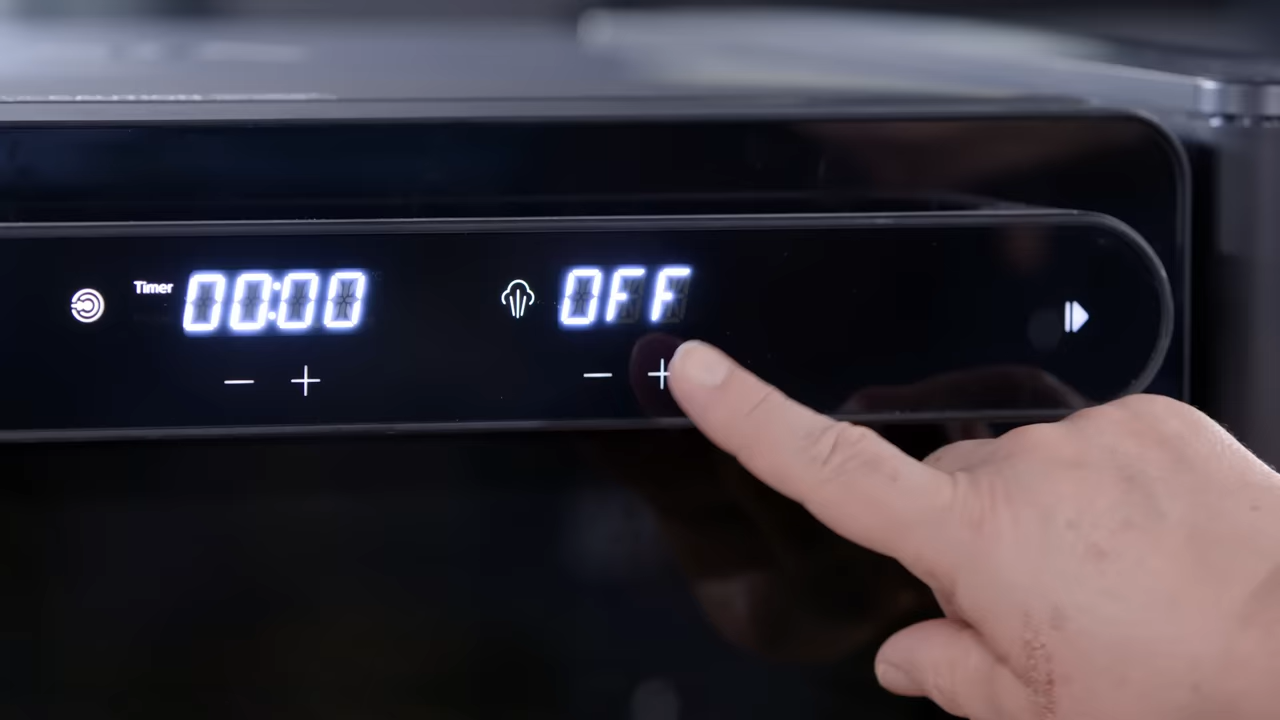 Timer
00:00
OFF
− +
− +